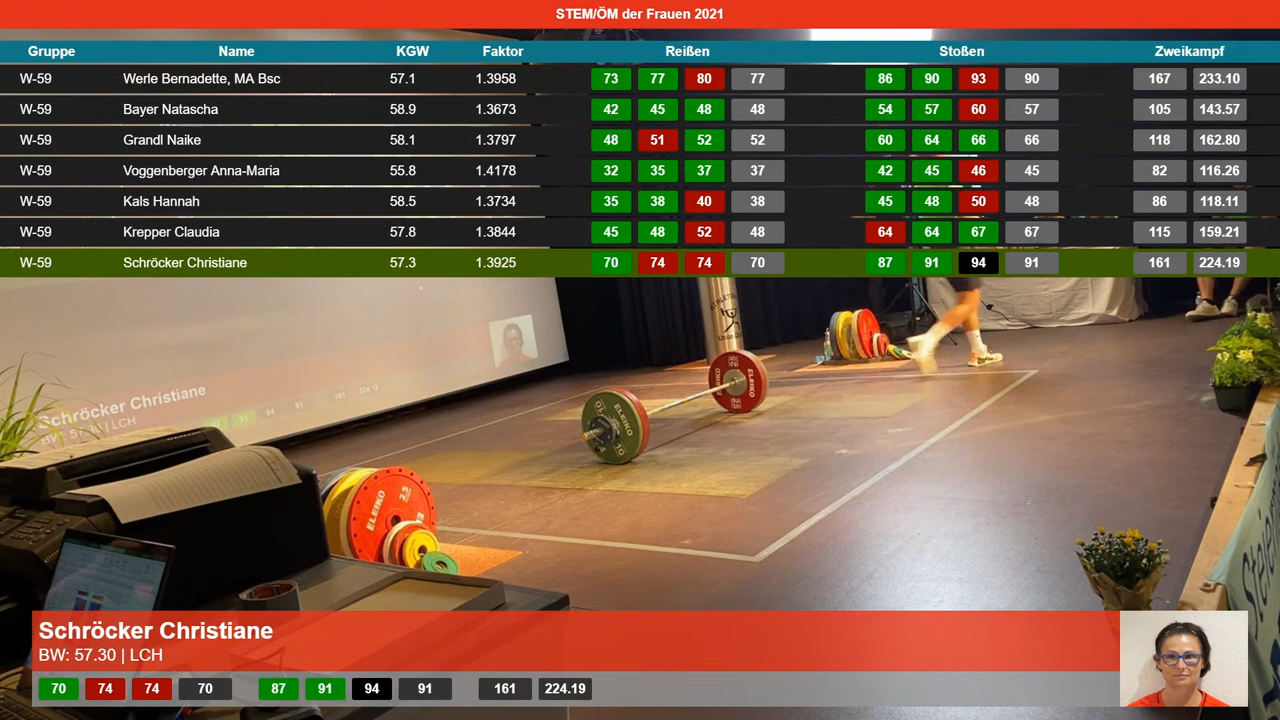 STEM/ÖM der Frauen 2021
Gruppe Name KGW Faktor Reißen Stoßen Zweikampf
W-59 Werle Bernadette, MA Bsc 57.1 1.3958 73 77 80 77 86 90 93 90 167 233.10
W-59 Bayer Natascha 58.9 1.3673 42 45 48 48 54 57 60 57 105 143.57
W-59 Grandl Naike 58.1 1.3797 48 51 52 52 60 64 66 66 118 162.80
W-59 Voggenberger Anna-Maria 55.8 1.4178 32 35 37 37 42 45 46 45 82 116.26
W-59 Kals Hannah 58.5 1.3734 35 38 40 38 45 48 50 48 86 118.11
W-59 Krepper Claudia 57.8 1.3844 45 48 52 48 64 64 67 67 115 159.21
W-59 Schröcker Christiane 57.3 1.3925 70 74 74 70 87 91 94 91 161 224.19
Schröcker Christiane
BW: 57.30 | LCH
ELEIKO 25
ELEIKO 10
ELEIKO 2.5
Schröcker Christiane
BW: 57.30 | LCH
70 74 74 70 87 91 94 91 161 224.19